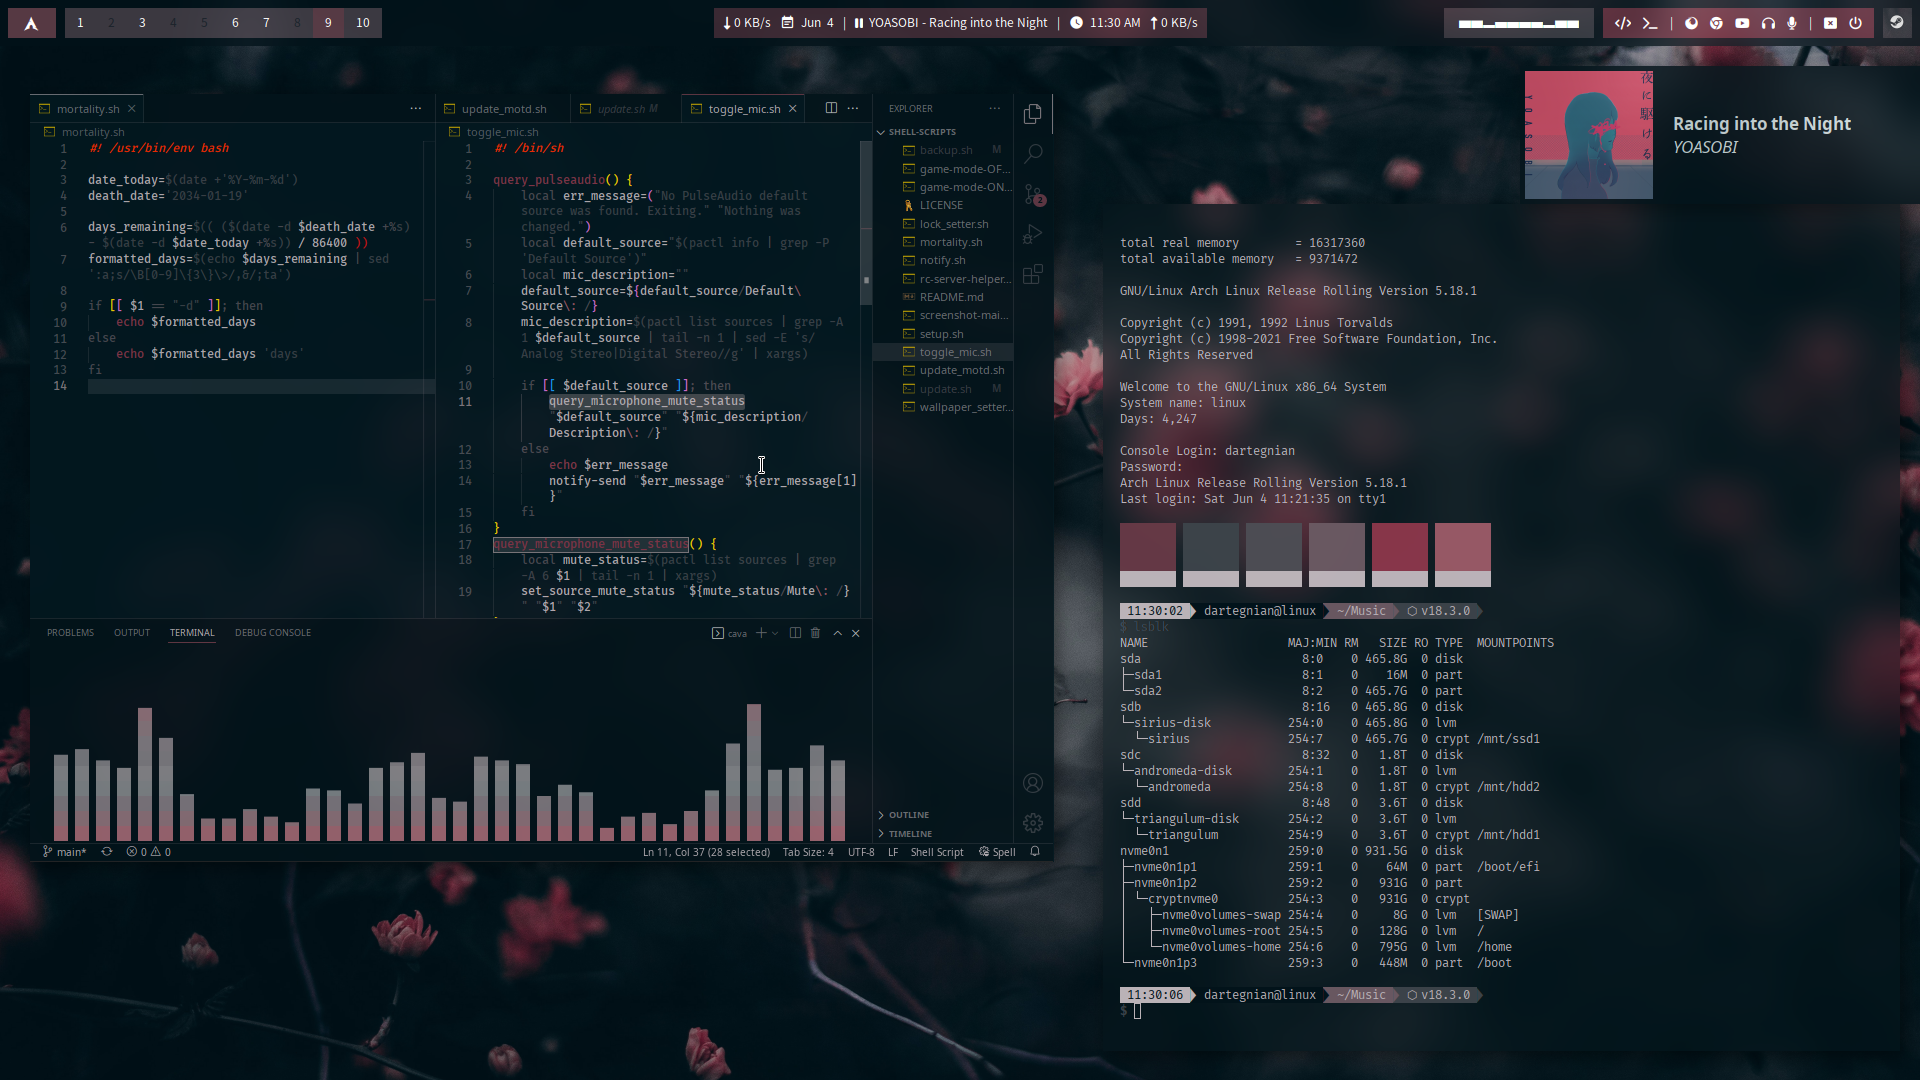 1 2 3 4 5 6 7 8 9 10
0 KB/s Jun 4 | YOASOBI - Racing into the Night | 11:30 AM 0 KB/s
Racing into the Night
YOASOBI
夜に駆ける
YOASOBI
mortality.sh
mortality.sh
1 #! /usr/bin/env bash
2
3 date_today=$(date +'%Y-%m-%d')
4 death_date='2034-01-19'
5
6 days_remaining=$(( ($(date -d $death_date +%s)
- $(date -d $date_today +%s)) / 86400 ))
7 formatted_days=$(echo $days_remaining | sed
':a;s/\B[0-9]\{3\}\>/,&/;ta')
8
9 if [[ $1 == "-d" ]]; then
10 echo $formatted_days
11 else
12 echo $formatted_days 'days'
13 fi
14
update_motd.sh update.sh M toggle_mic.sh
toggle_mic.sh
1 #! /bin/sh
2
3 query_pulseaudio() {
4 local err_message=("No PulseAudio default
source was found. Exiting." "Nothing was
changed.")
5 local default_source="$(pactl info | grep -P
'Default Source')"
6 local mic_description=""
7 default_source=${default_source/Default\
Source\: /}
8 mic_description=$(pactl list sources | grep -A
1 $default_source | tail -n 1 | sed -E 's/
Analog Stereo|Digital Stereo//g' | xargs)
9
10 if [[ $default_source ]]; then
11 query_microphone_mute_status
"$default_source" "${mic_description/
Description\: /}"
12 else
13 echo $err_message
14 notify-send "$err_message" "${err_message[1]
}"
15 fi
16 }
17 query_microphone_mute_status() {
18 local mute_status=$(pactl list sources | grep
-A 6 $1 | tail -n 1 | xargs)
19 set_source_mute_status "${mute_status/Mute\: /}
" "$1" "$2"
EXPLORER
SHELL-SCRIPTS
backup.sh M
game-mode-OF...
game-mode-ON...
LICENSE
lock_setter.sh
mortality.sh
notify.sh
rc-server-helper...
README.md
screenshot-mai...
setup.sh
toggle_mic.sh
update_motd.sh
update.sh M
wallpaper_setter...
OUTLINE
TIMELINE
2
PROBLEMS OUTPUT TERMINAL DEBUG CONSOLE
cava
main* 0 0
Ln 11, Col 37 (28 selected) Tab Size: 4 UTF-8 LF Shell Script Spell
total real memory = 16317360
total available memory = 9371472
GNU/Linux Arch Linux Release Rolling Version 5.18.1
Copyright (c) 1991, 1992 Linus Torvalds
Copyright (c) 1998-2021 Free Software Foundation, Inc.
All Rights Reserved
Welcome to the GNU/Linux x86_64 System
System name: linux
Days: 4,247
Console Login: dartegnian
Password:
Arch Linux Release Rolling Version 5.18.1
Last login: Sat Jun 4 11:21:35 on tty1
11:30:02 dartegnian@linux ~/Music v18.3.0
$ lsblk
NAME MAJ:MIN RM SIZE RO TYPE MOUNTPOINTS
sda 8:0 0 465.8G 0 disk
├─sda1 8:1 0 16M 0 part
└─sda2 8:2 0 465.7G 0 part
sdb 8:16 0 465.8G 0 disk
└─sirius-disk 254:0 0 465.8G 0 lvm
└─sirius 254:7 0 465.7G 0 crypt /mnt/ssd1
sdc 8:32 0 1.8T 0 disk
└─andromeda-disk 254:1 0 1.8T 0 lvm
└─andromeda 254:8 0 1.8T 0 crypt /mnt/hdd2
sdd 8:48 0 3.6T 0 disk
└─triangulum-disk 254:2 0 3.6T 0 lvm
└─triangulum 254:9 0 3.6T 0 crypt /mnt/hdd1
nvme0n1 259:0 0 931.5G 0 disk
├─nvme0n1p1 259:1 0 64M 0 part /boot/efi
├─nvme0n1p2 259:2 0 931G 0 part
│ └─cryptnvme0 254:3 0 931G 0 crypt
│ ├─nvme0volumes-swap 254:4 0 8G 0 lvm [SWAP]
│ ├─nvme0volumes-root 254:5 0 128G 0 lvm /
│ └─nvme0volumes-home 254:6 0 795G 0 lvm /home
└─nvme0n1p3 259:3 0 448M 0 part /boot
11:30:06 dartegnian@linux ~/Music v18.3.0
$